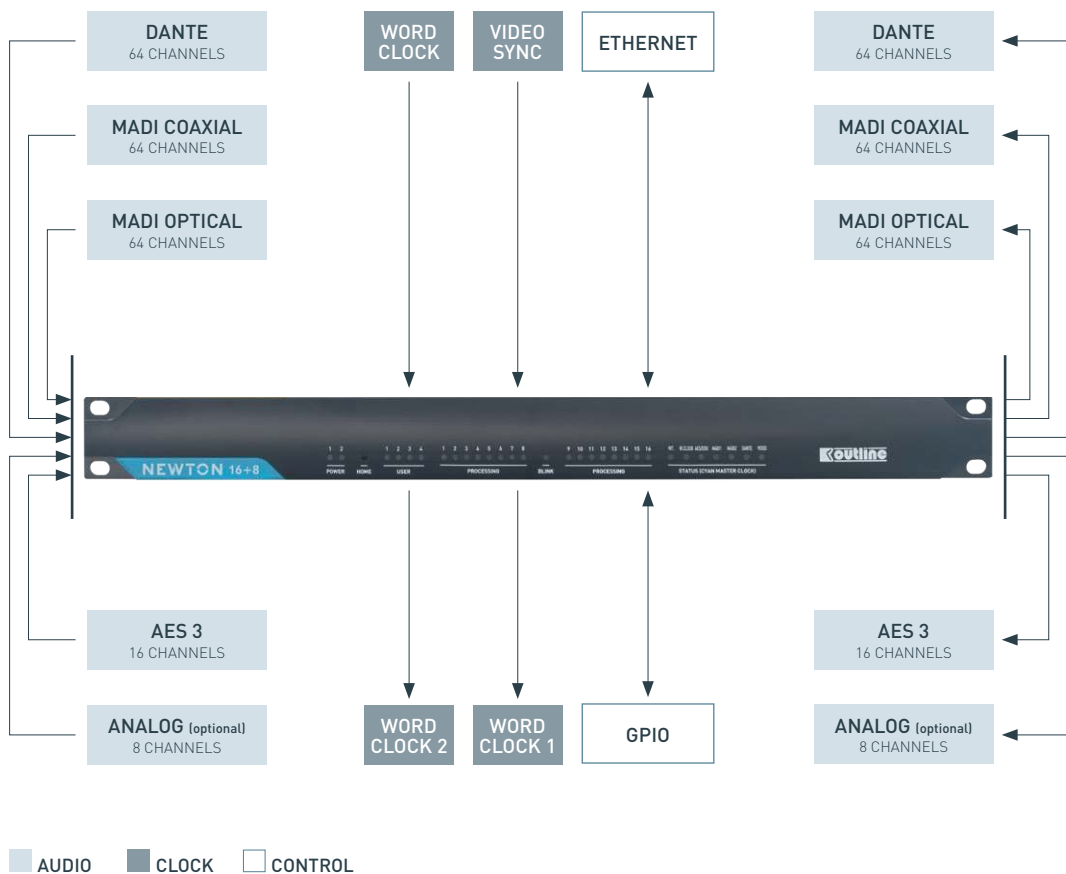 DANTE
64 CHANNELS
WORD
CLOCK
VIDEO
SYNC
ETHERNET
DANTE
64 CHANNELS
MADI COAXIAL
64 CHANNELS
MADI COAXIAL
64 CHANNELS
MADI OPTICAL
64 CHANNELS
MADI OPTICAL
64 CHANNELS
1 2
1 2 3 4
1 2 3 4 5 6 7 8
9 10 11 12 13 14 15 16
NEWTON 16+8
POWER
HOME
USER
PROCESSING
BLINK
PROCESSING
STATUS (CYAN MASTER CLOCK)
outline
AES 3
16 CHANNELS
AES 3
16 CHANNELS
ANALOG (optional)
8 CHANNELS
WORD
CLOCK 2
WORD
CLOCK 1
GPIO
ANALOG (optional)
8 CHANNELS
AUDIO
CLOCK
CONTROL